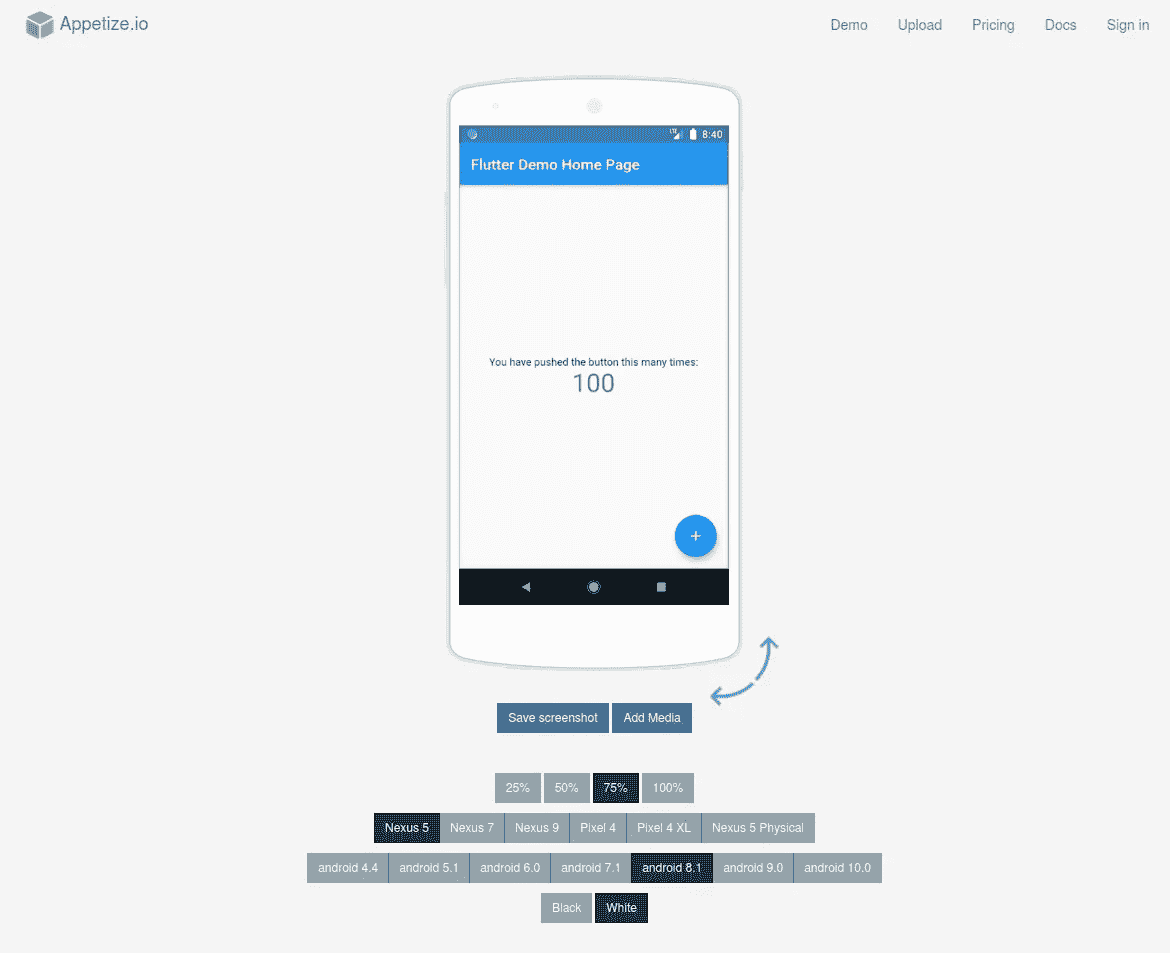 Appetize.io
Demo Upload Pricing Docs Sign in
LTE 8:40
Flutter Demo Home Page
You have pushed the button this many times:
100
+
Save screenshot Add Media
25% 50% 75% 100%
Nexus 5 Nexus 7 Nexus 9 Pixel 4 Pixel 4 XL Nexus 5 Physical
android 4.4 android 5.1 android 6.0 android 7.1 android 8.1 android 9.0 android 10.0
Black White